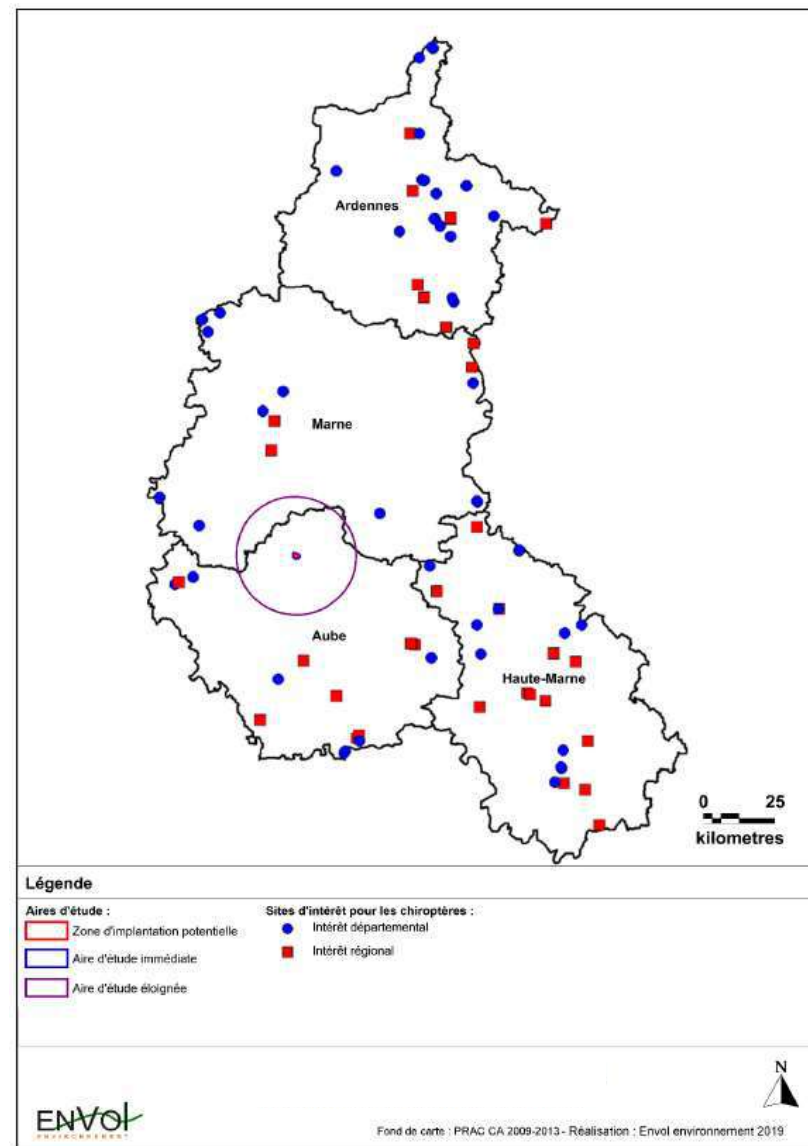 Ardennes
Marne
Aube
Haute-Marne
0 25
kilometres
Légende
Aires d'étude :
Zone d'implantation potentielle
Aire d'étude immédiate
Aire d'étude éloignée
Sites d'intérêt pour les chiroptères :
Intérêt départemental
Intérêt régional
N
ENVOL
ENVIRONNEMENT
Fond de carte : PRAC CA 2009-2013 - Réalisation : Envol environnement 2019